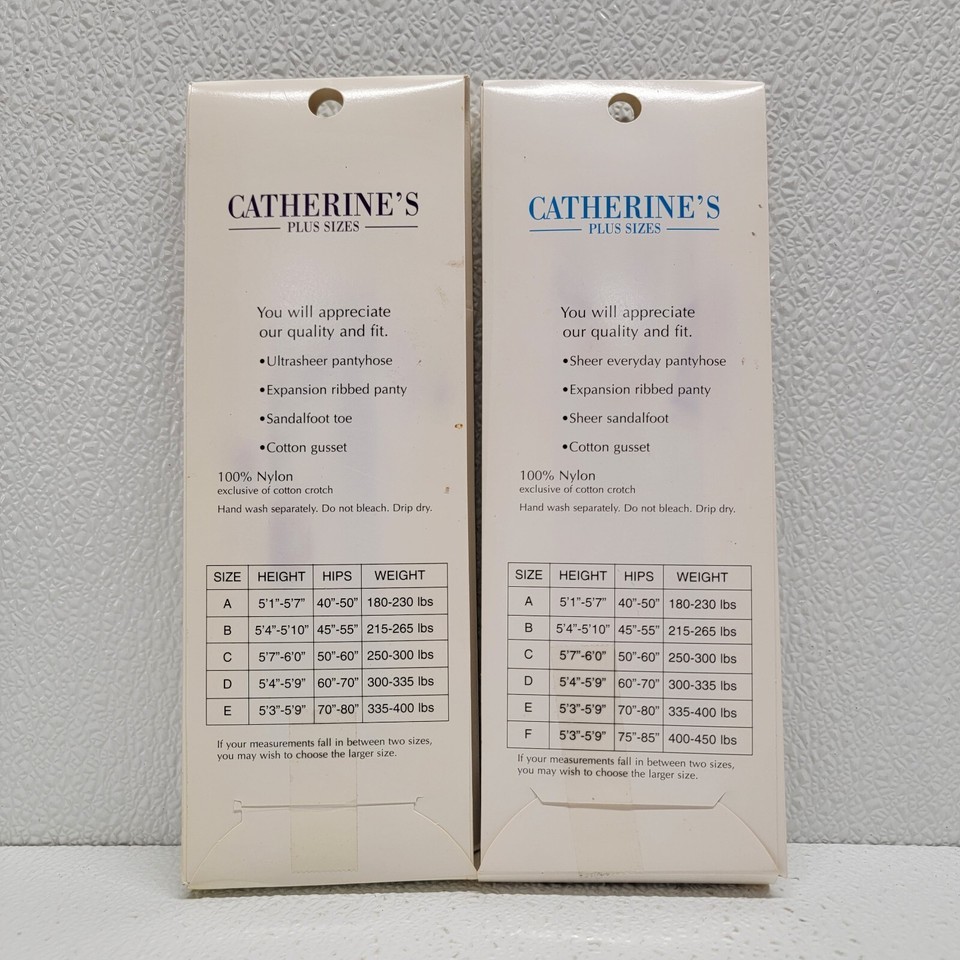 CATHERINE'S
PLUS SIZES
You will appreciate
our quality and fit.
•Ultrasheer pantyhose
•Expansion ribbed panty
•Sandalfoot toe
•Cotton gusset
100% Nylon
exclusive of cotton crotch
Hand wash separately. Do not bleach. Drip dry.
SIZE HEIGHT HIPS WEIGHT
A 5'1"-5'7" 40"-50" 180-230 lbs
B 5'4"-5'10" 45"-55" 215-265 lbs
C 5'7"-6'0" 50"-60" 250-300 lbs
D 5'4"-5'9" 60"-70" 300-335 lbs
E 5'3"-5'9" 70"-80" 335-400 lbs
If your measurements fall in between two sizes,
you may wish to choose the larger size.
CATHERINE'S
PLUS SIZES
You will appreciate
our quality and fit.
•Sheer everyday pantyhose
•Expansion ribbed panty
•Sheer sandalfoot
•Cotton gusset
100% Nylon
exclusive of cotton crotch
Hand wash separately. Do not bleach. Drip dry.
SIZE HEIGHT HIPS WEIGHT
A 5'1"-5'7" 40"-50" 180-230 lbs
B 5'4"-5'10" 45"-55" 215-265 lbs
C 5'7"-6'0" 50"-60" 250-300 lbs
D 5'4"-5'9" 60"-70" 300-335 lbs
E 5'3"-5'9" 70"-80" 335-400 lbs
F 5'3"-5'9" 75"-85" 400-450 lbs
If your measurements fall in between two sizes,
you may wish to choose the larger size.